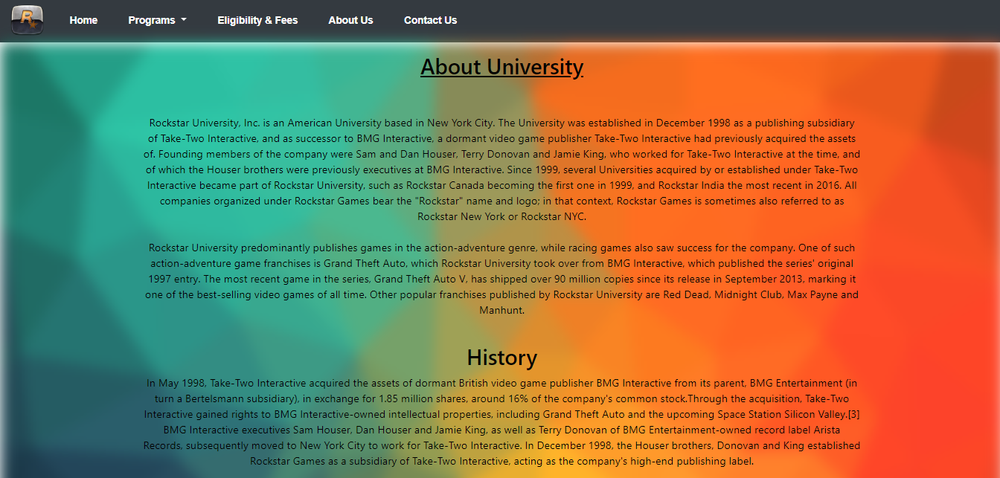 R
Home
Programs
Eligibility & Fees
About Us
Contact Us
About University
Rockstar University, Inc. is an American University based in New York City. The University was established in December 1998 as a publishing subsidiary
of Take-Two Interactive, and as successor to BMG Interactive, a dormant video game publisher Take-Two Interactive had previously acquired the assets
of. Founding members of the company were Sam and Dan Houser, Terry Donovan and Jamie King, who worked for Take-Two Interactive at the time, and
of which the Houser brothers were previously executives at BMG Interactive. Since 1999, several Universities acquired by or established under Take-Two
Interactive became part of Rockstar University, such as Rockstar Canada becoming the first one in 1999, and Rockstar India the most recent in 2016. All
companies organized under Rockstar Games bear the "Rockstar" name and logo; in that context, Rockstar Games is sometimes also referred to as
Rockstar New York or Rockstar NYC.
Rockstar University predominantly publishes games in the action-adventure genre, while racing games also saw success for the company. One of such
action-adventure game franchises is Grand Theft Auto, which Rockstar University took over from BMG Interactive, which published the series' original
1997 entry. The most recent game in the series, Grand Theft Auto V, has shipped over 90 million copies since its release in September 2013, marking it
one of the best-selling video games of all time. Other popular franchises published by Rockstar University are Red Dead, Midnight Club, Max Payne and
Manhunt.
History
In May 1998, Take-Two Interactive acquired the assets of dormant British video game publisher BMG Interactive from its parent, BMG Entertainment (in
turn a Bertelsmann subsidiary), in exchange for 1.85 million shares, around 16% of the company's common stock.Through the acquisition, Take-Two
Interactive gained rights to BMG Interactive-owned intellectual properties, including Grand Theft Auto and the upcoming Space Station Silicon Valley.[3]
BMG Interactive executives Sam Houser, Dan Houser and Jamie King, as well as Terry Donovan of BMG Entertainment-owned record label Arista
Records, subsequently moved to New York City to work for Take-Two Interactive. In December 1998, the Houser brothers, Donovan and King established
Rockstar Games as a subsidiary of Take-Two Interactive, acting as the company's high-end publishing label.